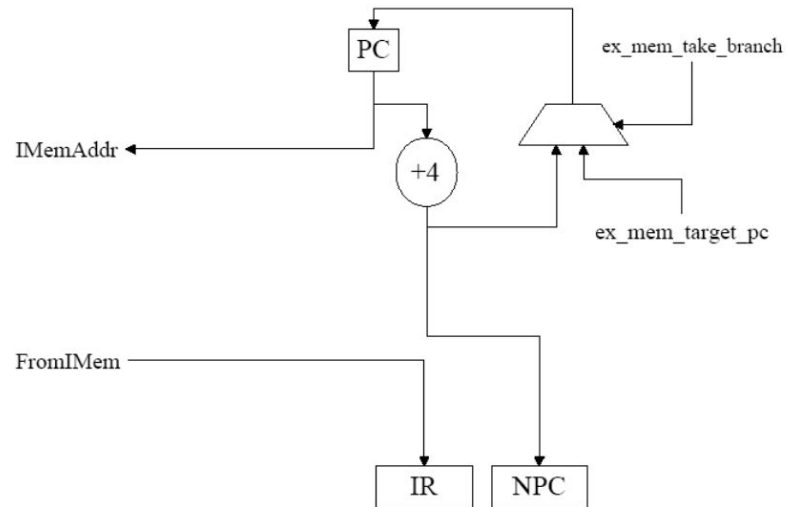 PC
ex_mem_take_branch
IMemAddr
+4
ex_mem_target_pc
FromIMem
IR
NPC